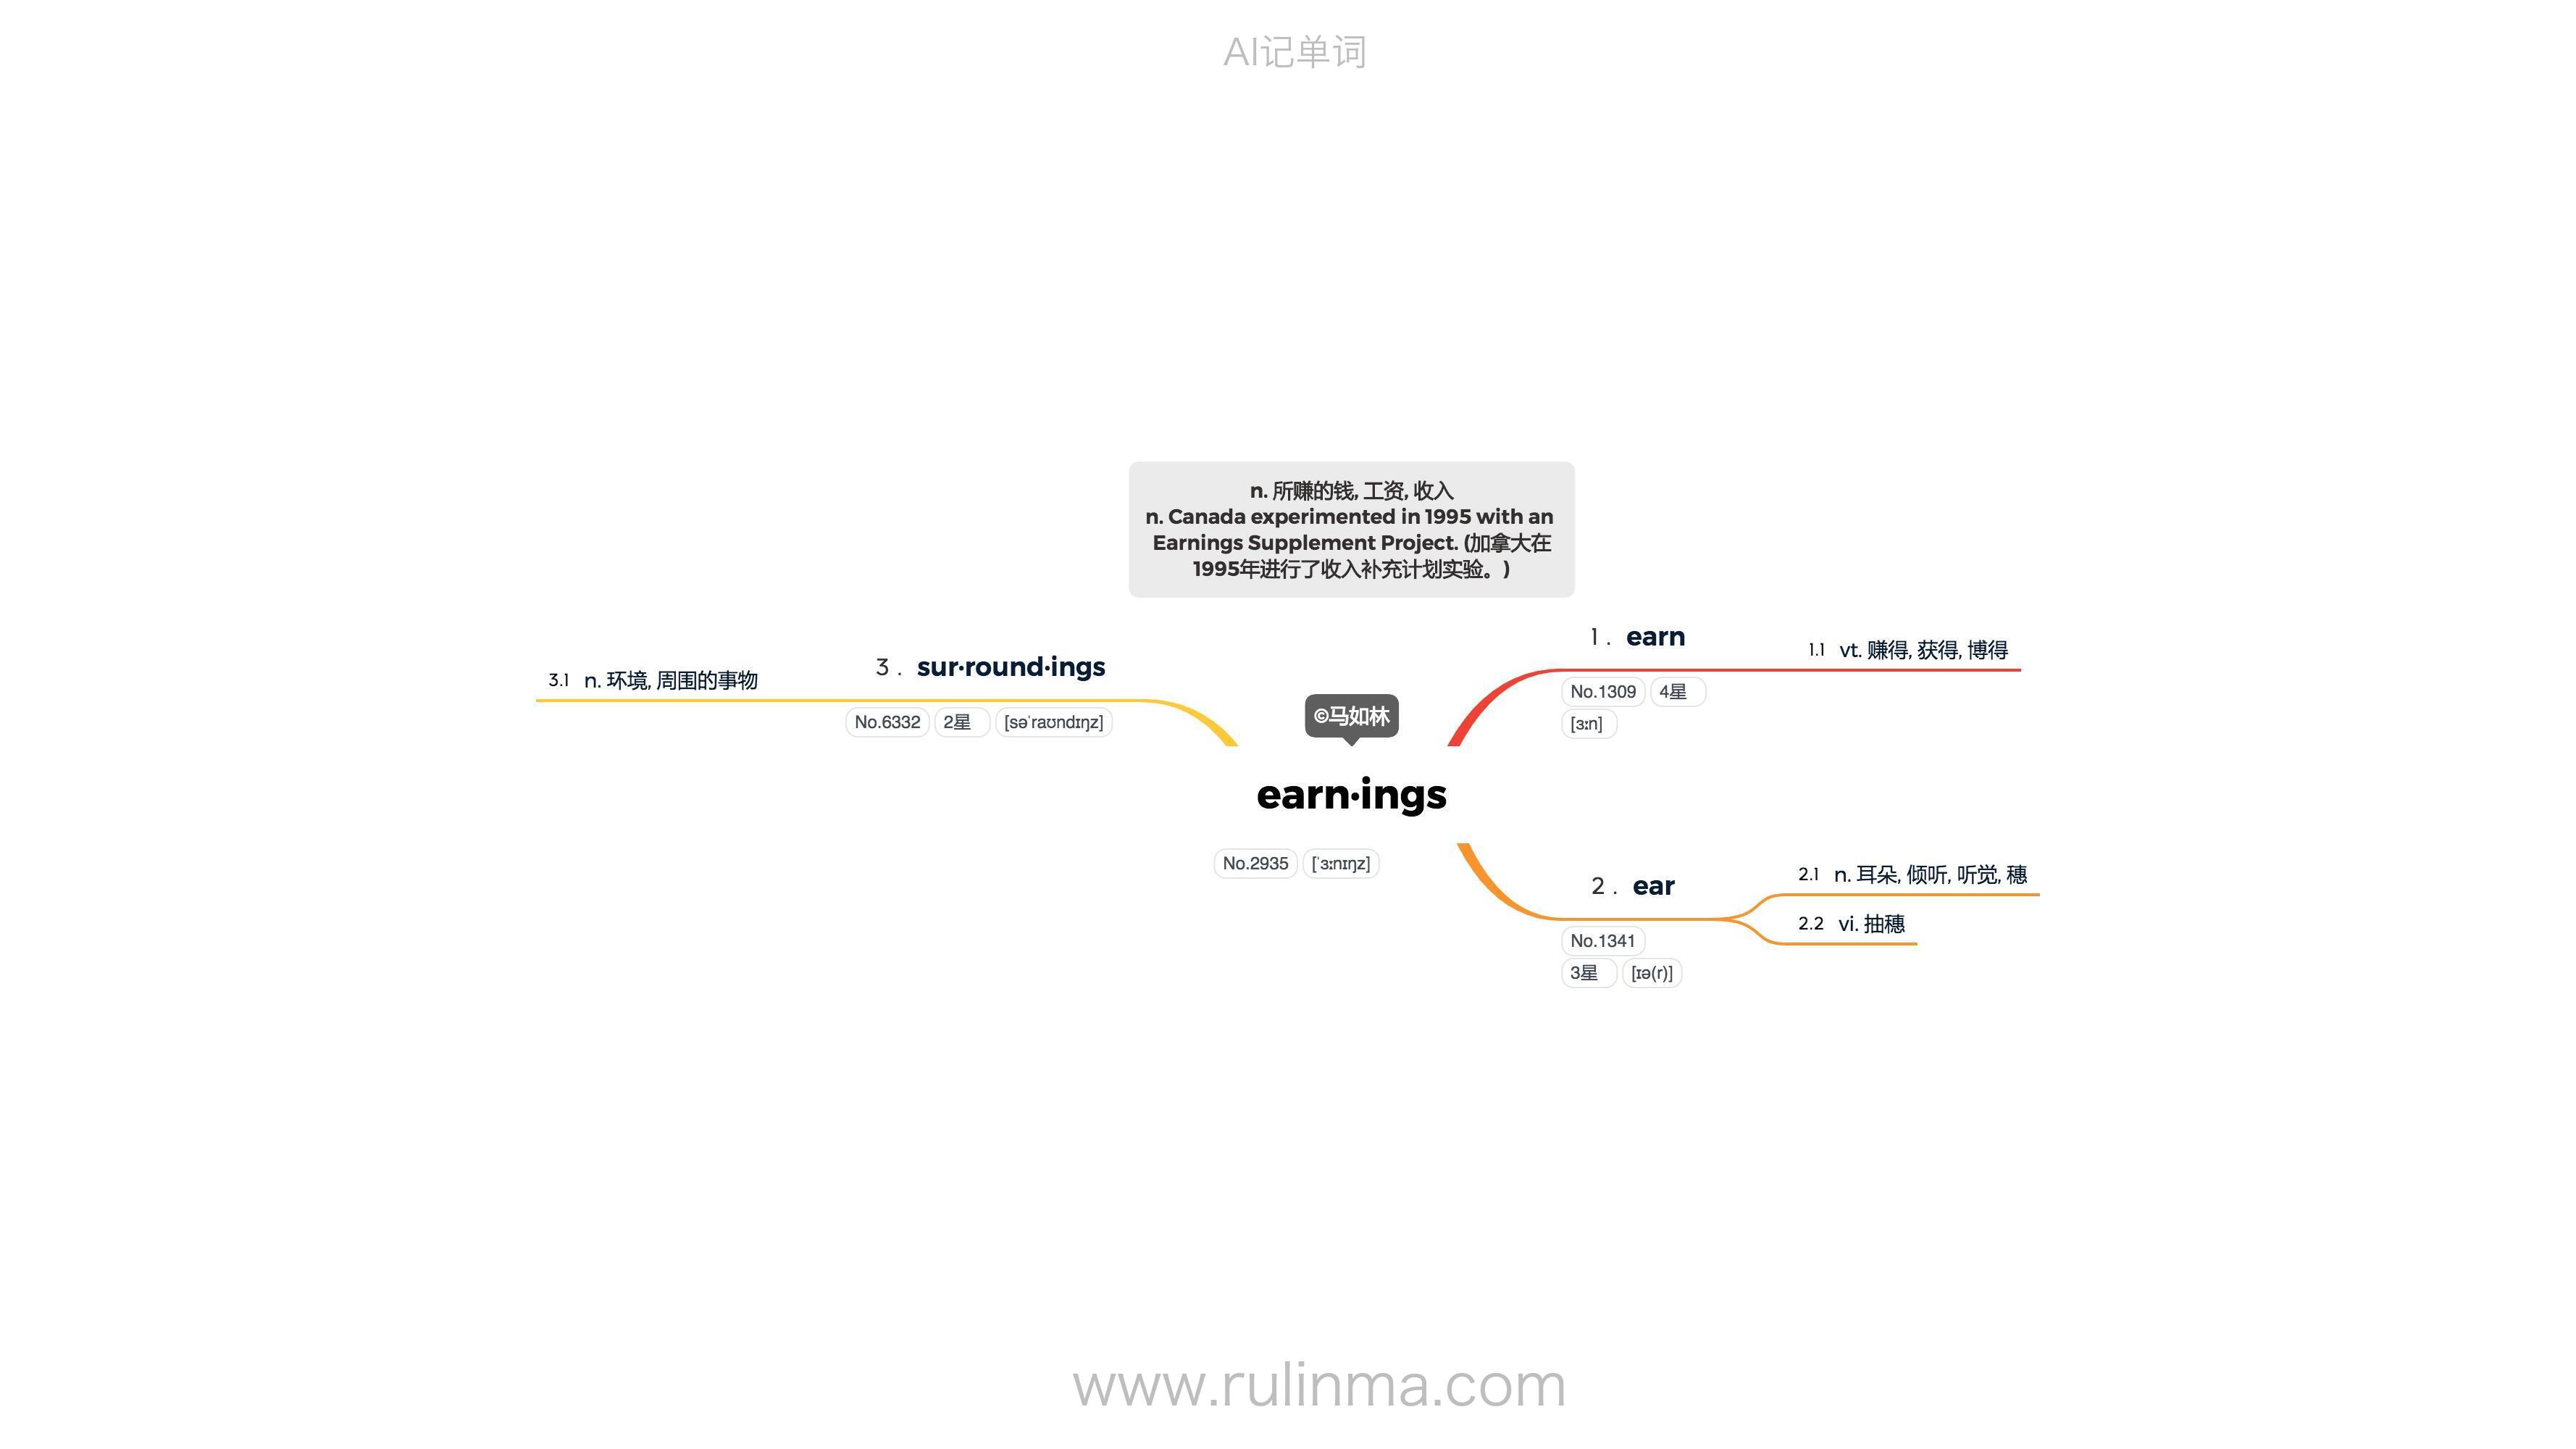 AI记单词
n. 所赚的钱, 工资, 收入
n. Canada experimented in 1995 with an
Earnings Supplement Project. (加拿大在
1995年进行了收入补充计划实验。)
©马如林
earn·ings
No.2935 [ˈɜːnɪŋz]
1. earn
No.1309 4星
[ɜːn]
1.1 vt. 赚得, 获得, 博得
2. ear
No.1341
3星 [ɪə(r)]
2.1 n. 耳朵, 倾听, 听觉, 穗
2.2 vi. 抽穗
3. sur·round·ings
No.6332 2星 [səˈraʊndɪŋz]
3.1 n. 环境, 周围的事物
www.rulinma.com